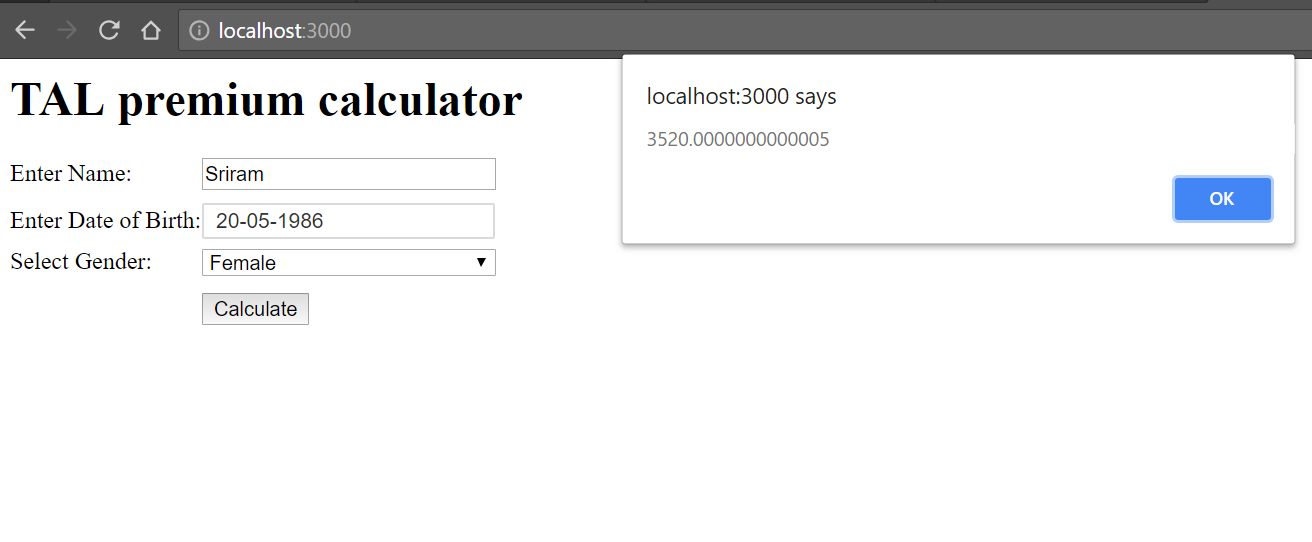 localhost:3000
TAL premium calculator
localhost:3000 says
3520.0000000000005
OK
Enter Name: Sriram
Enter Date of Birth: 20-05-1986
Select Gender: Female
Calculate